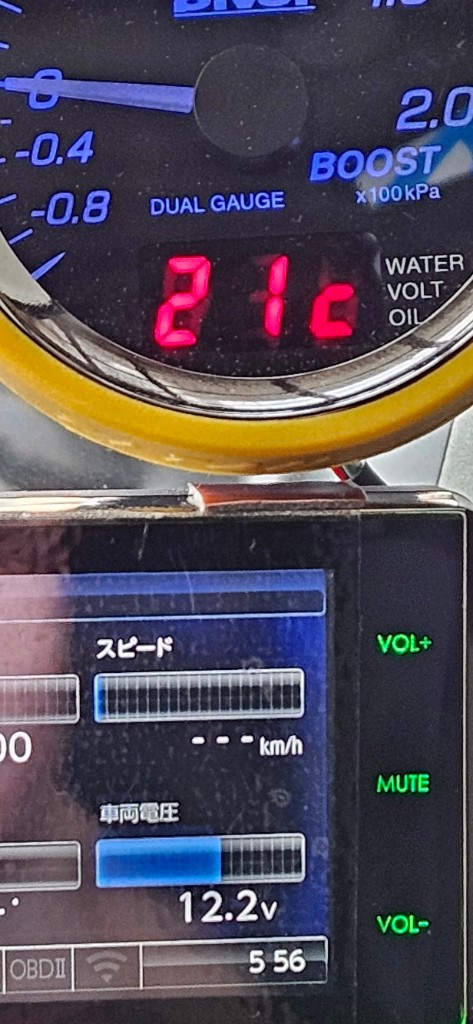 0
-0.4
2.0
BOOST
-0.8
DUAL GAUGE
x100kPa
21c
WATER
VOLT
OIL
スピード
VOL+
00
--- km/h
MUTE
車両電圧
12.2v
VOL-
OBDII
5 56